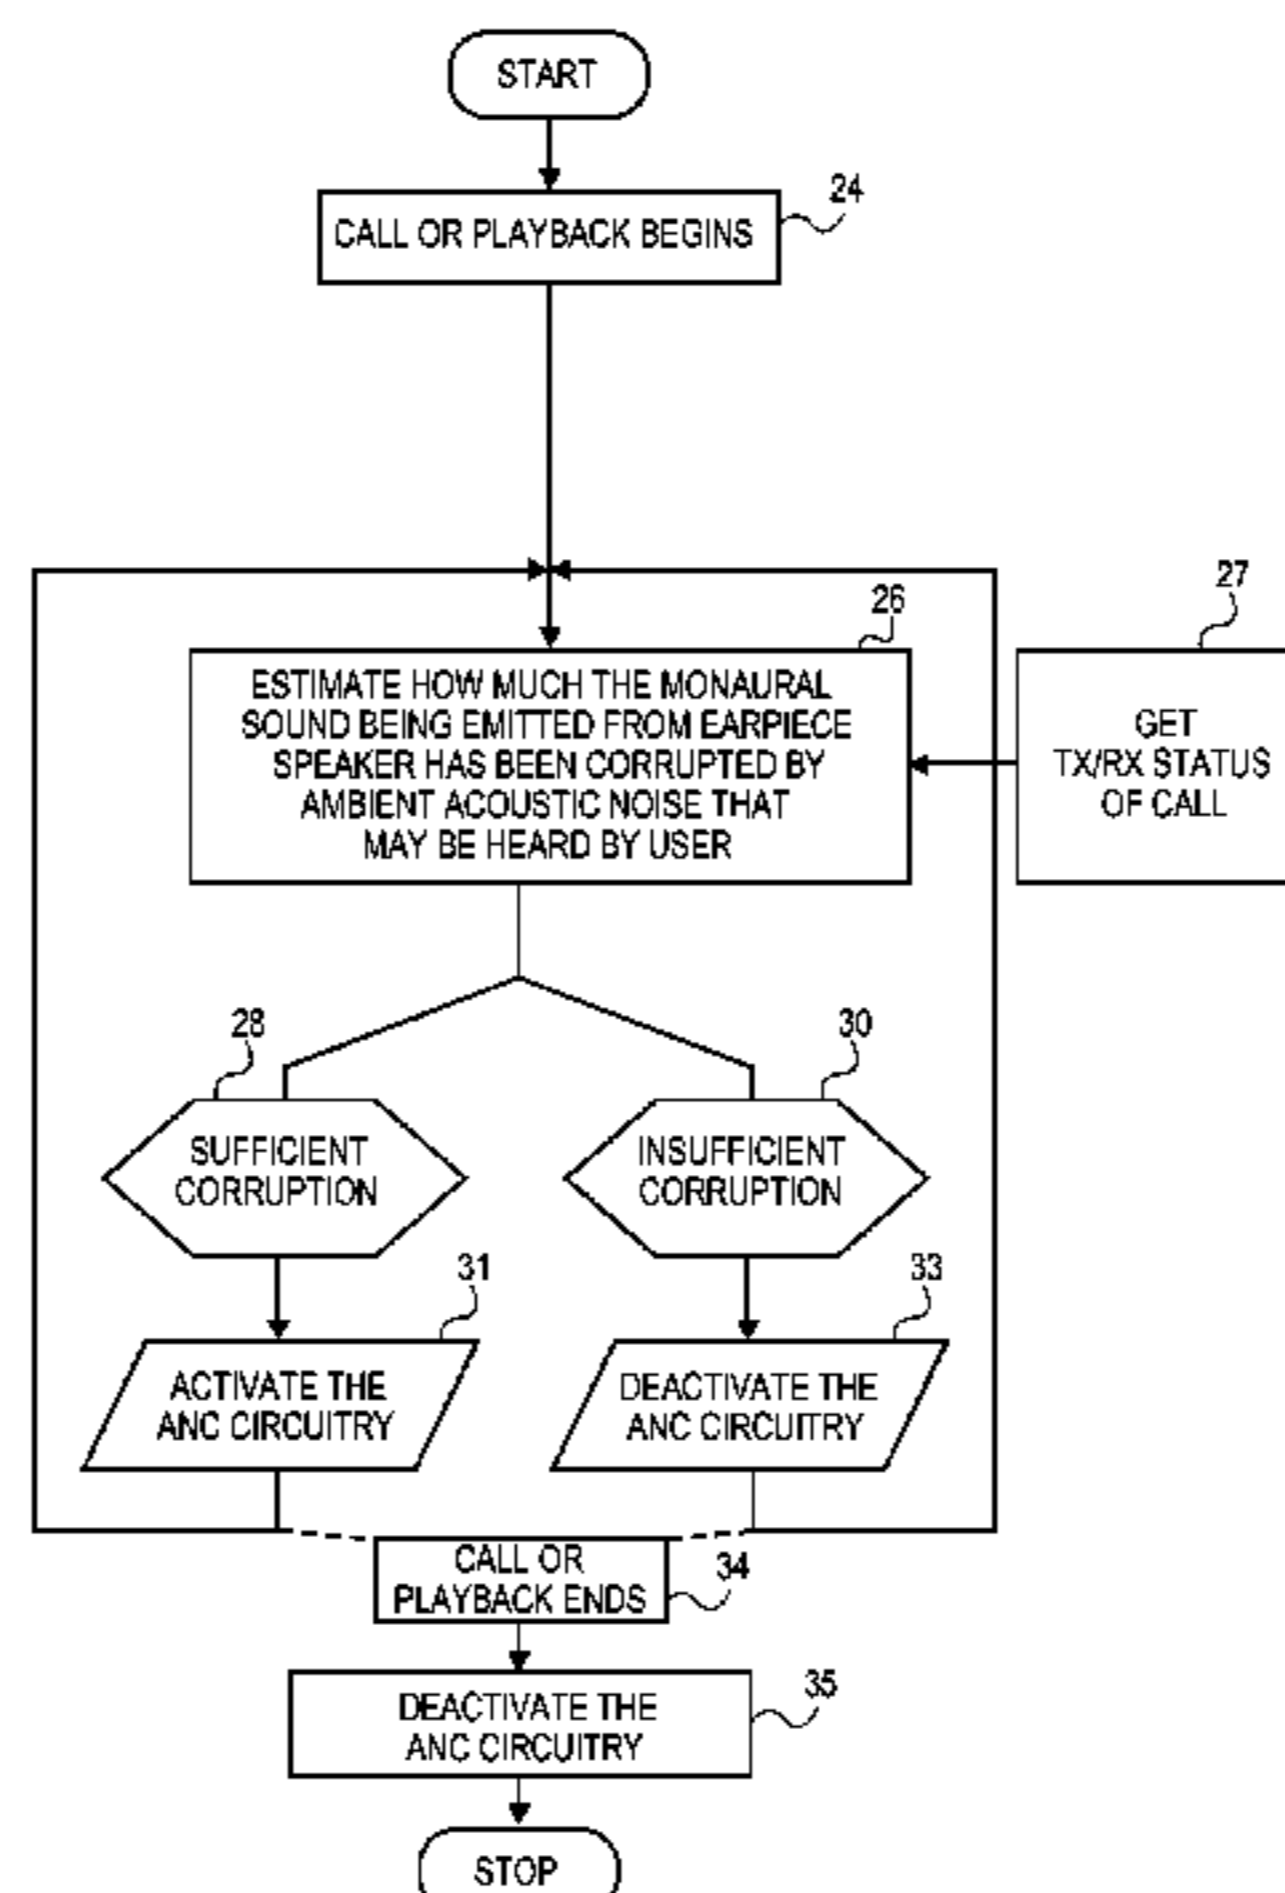 START
24
CALL OR PLAYBACK BEGINS
27
26
ESTIMATE HOW MUCH THE MONAURAL
SOUND BEING EMITTED FROM EARPIECE
SPEAKER HAS BEEN CORRUPTED BY
AMBIENT ACOUSTIC NOISE THAT
MAY BE HEARD BY USER
GET
TX/RX STATUS
OF CALL
28
30
SUFFICIENT
CORRUPTION
INSUFFICIENT
CORRUPTION
31
33
ACTIVATE THE
ANC CIRCUITRY
DEACTIVATE THE
ANC CIRCUITRY
CALL OR
PLAYBACK ENDS
34
35
DEACTIVATE THE
ANC CIRCUITRY
STOP